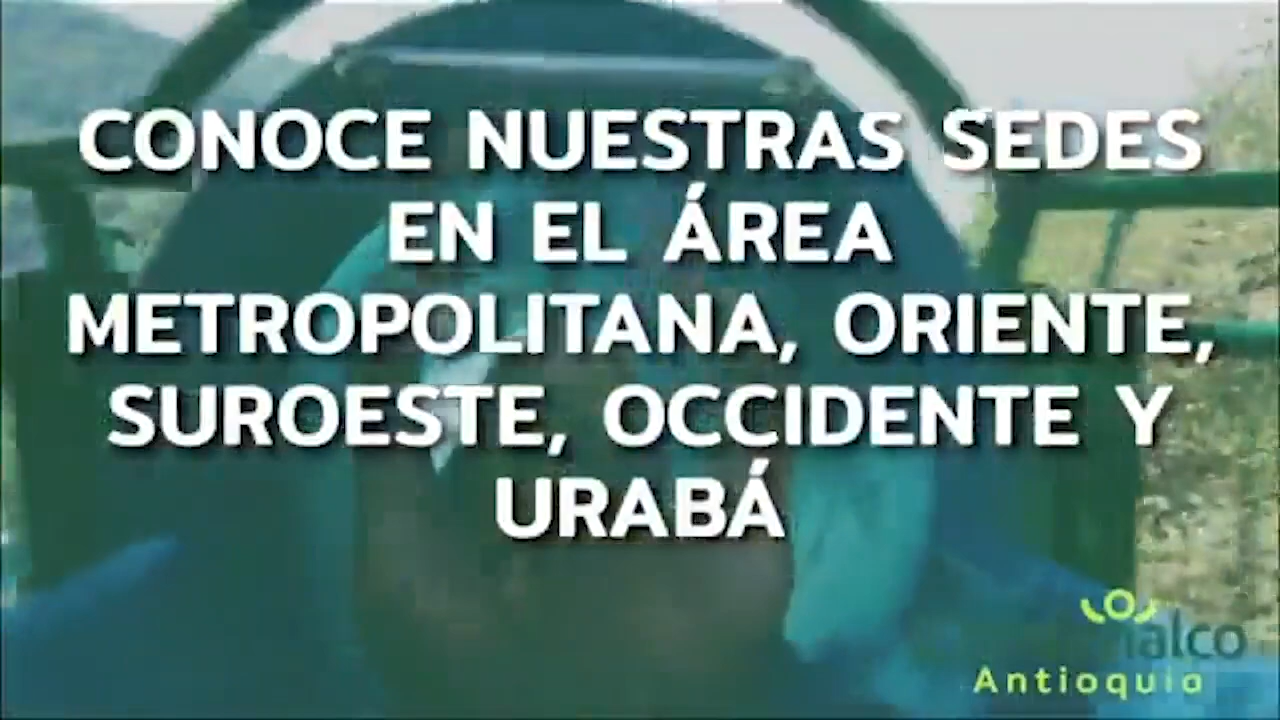 CONOCE NUESTRAS SEDES
EN EL ÁREA
METROPOLITANA, ORIENTE,
SUROESTE, OCCIDENTE Y
URABÁ
Antioquia